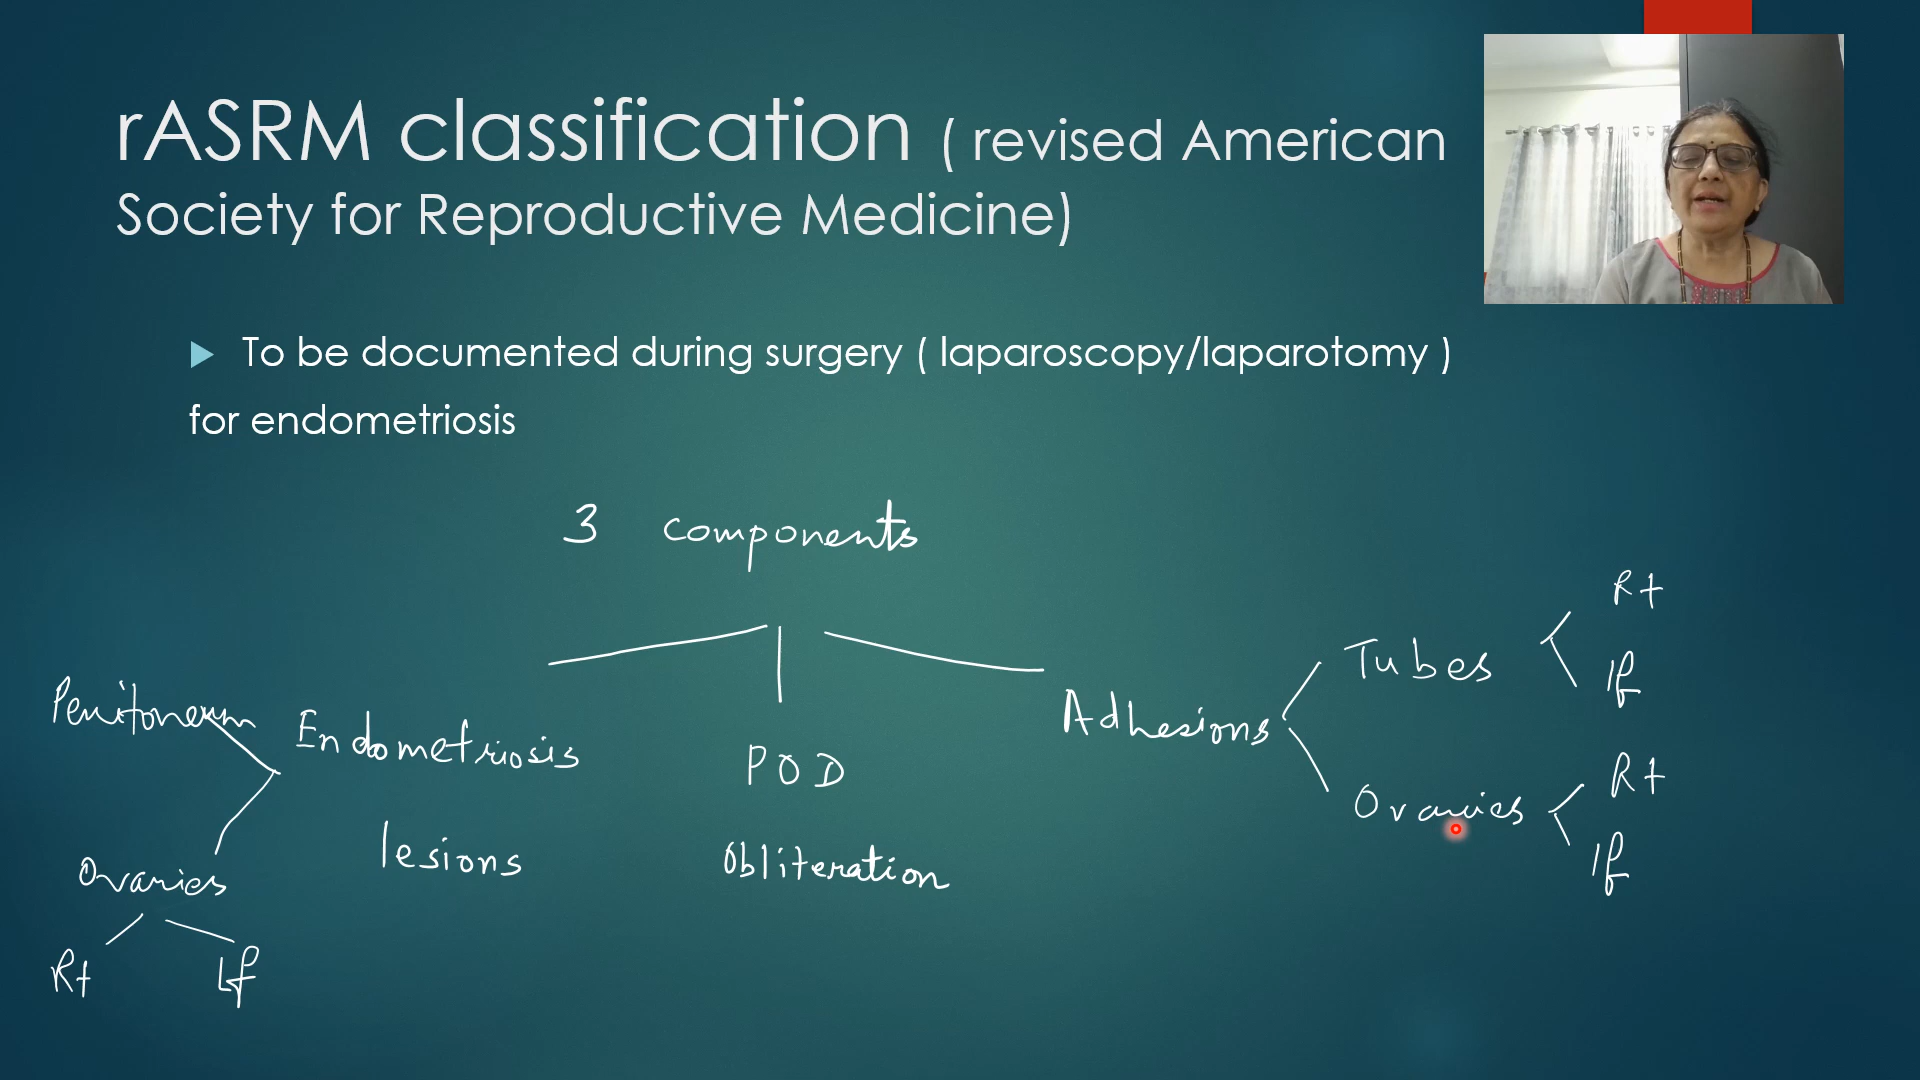 rASRM classification ( revised American
Society for Reproductive Medicine)
To be documented during surgery ( laparoscopy/laparotomy )
for endometriosis
3 components
Peritoneum
Ovaries
Rt Lf
Endometriosis
lesions
POD
Obliteration
Adhesions
Tubes
Rt
lf
Ovaries
Rt
lf